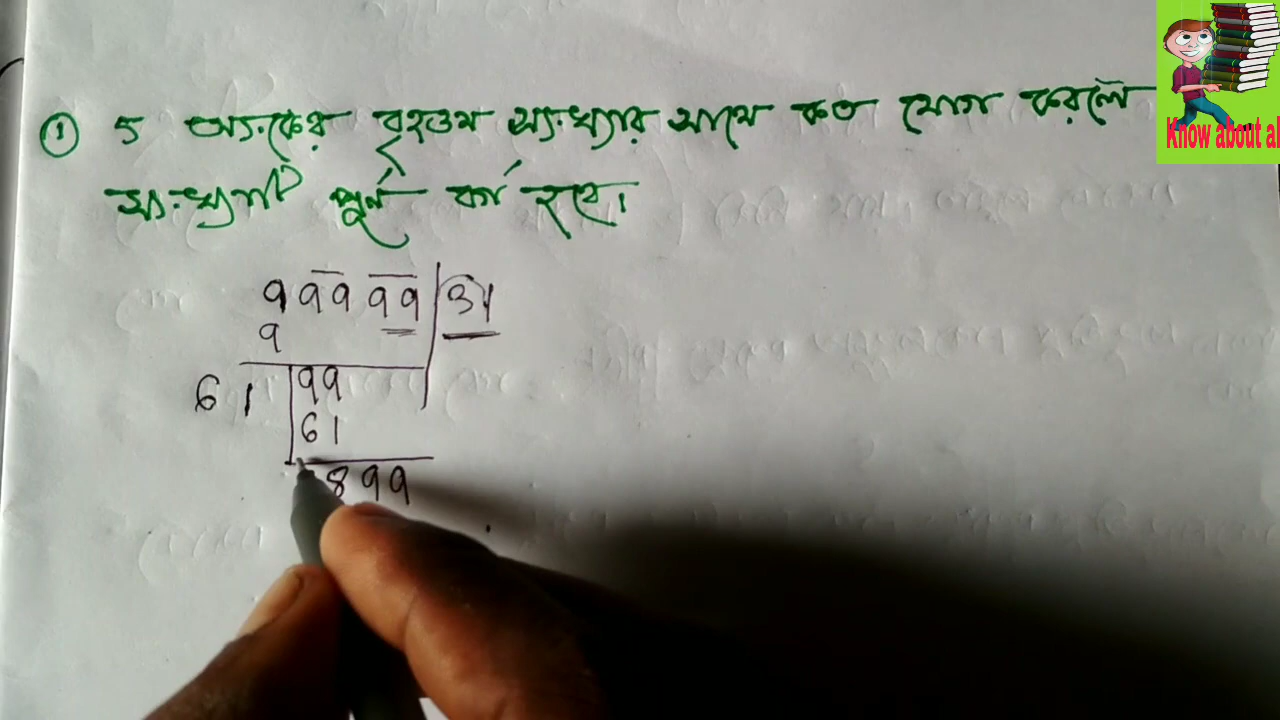 ① 5 অংকের বৃহত্তম সংখ্যার সাথে কত যোগ করলে
সংখ্যাটি পূর্ন বর্গ হবে।
9 99 99 31
9
61 99
61
899
Know about al